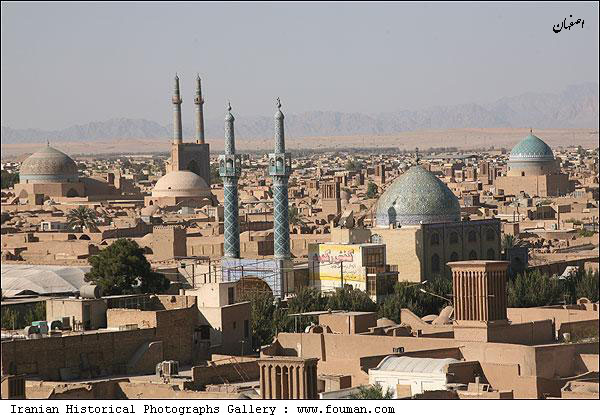 اصفهان
Iranian Historical Photographs Gallery : www.fouman.com